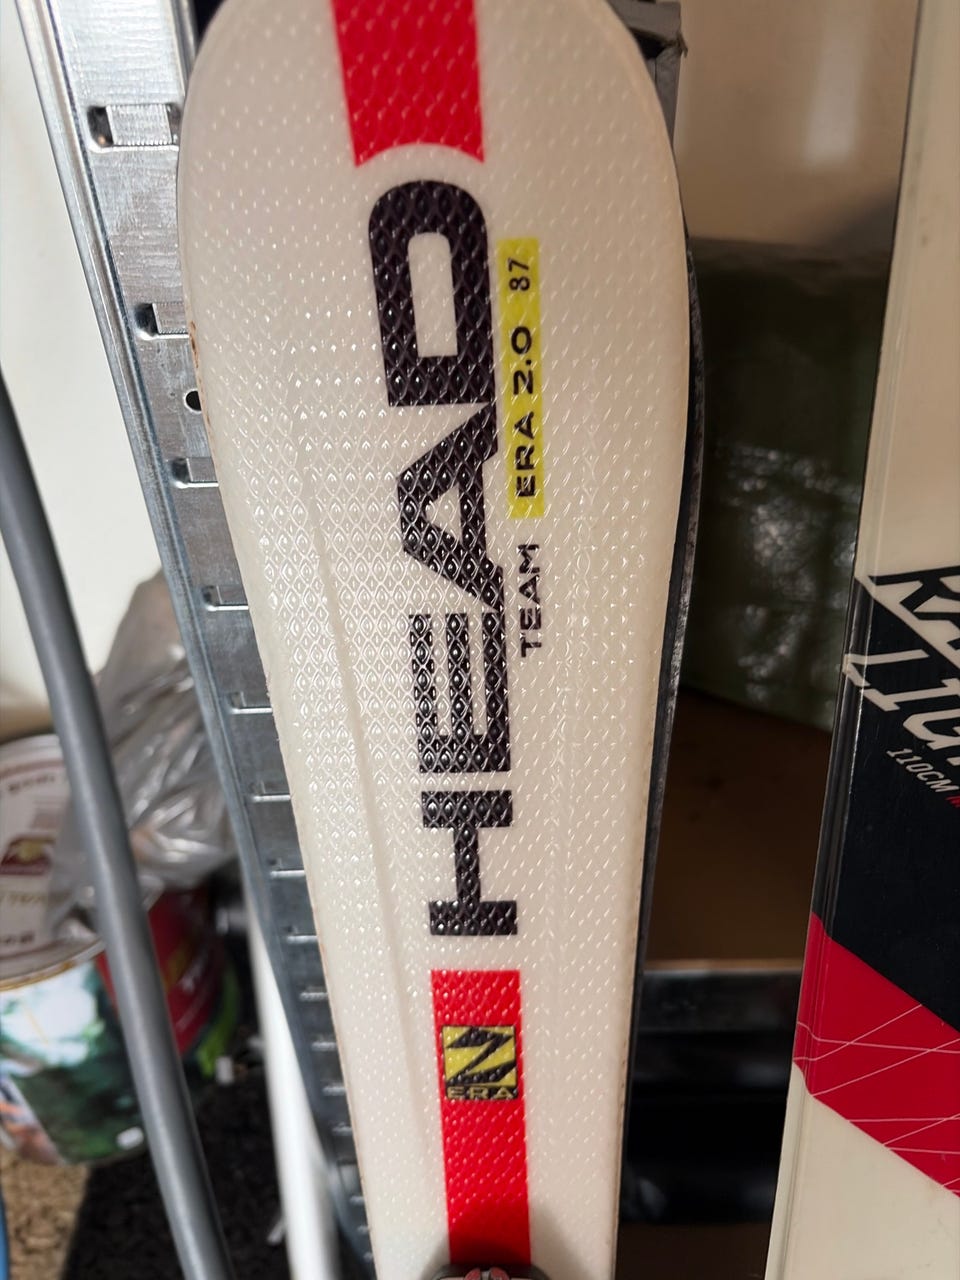 HEAD
TEAM ERA 2.0 87
ERA
110CM